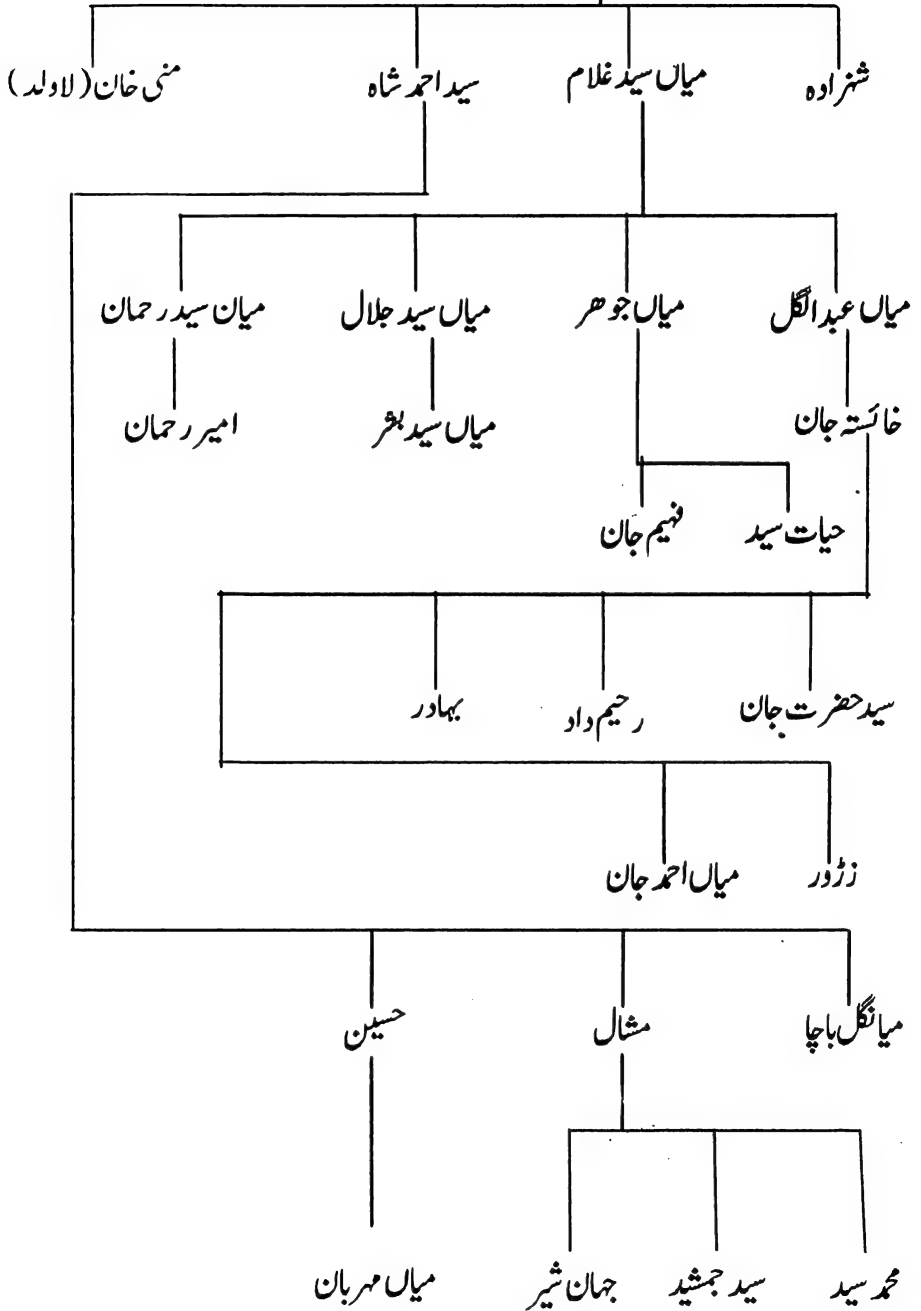 شنہزادہ میاں سید غلام سید احمد شاہ منی خان (لاولد)
میاں عبدالگل میاں جوھر میاں سید جلال میان سید رحمان
خائستہ جان میاں سید بشر امیر رحمان
حیات سید فہیم جان
سید حضرت جان رحیم داد بہادر
زڑور میاں احمد جان
میانگل باچا مشال حسین
محمد سید سید جمشید جہان شیر میاں مہربان